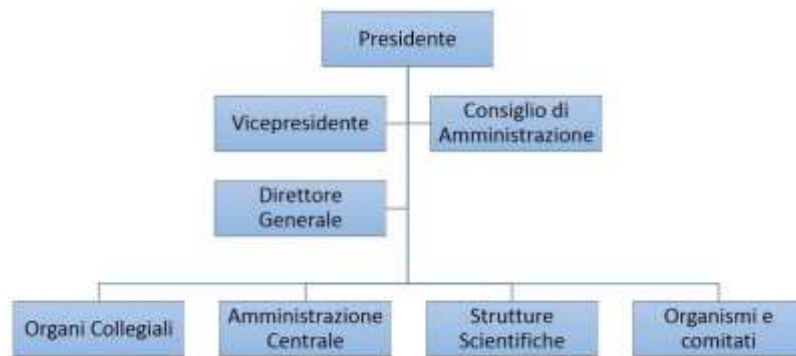 Presidente
Vicepresidente
Consiglio di
Amministrazione
Direttore
Generale
Organi Collegiali
Amministrazione
Centrale
Strutture
Scientifiche
Organismi e
comitati